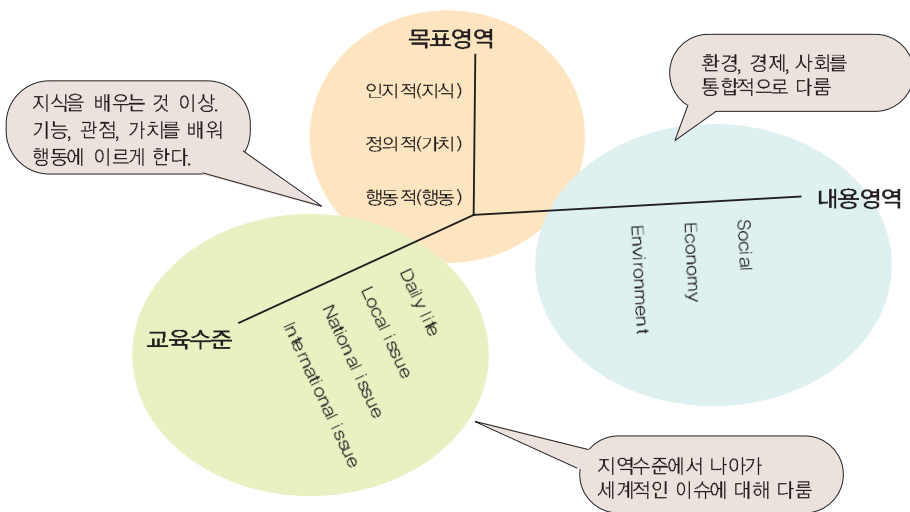 목표영역
인지적(지식)
정의적(가치)
행동적(행동)
지식을 배우는 것 이상.
기능, 관점, 가치를 배워
행동에 이르게 한다.
환경, 경제, 사회를
통합적으로 다룸
내용영역
Environment
Economy
Social
교육수준
Daily life
Local issue
National issue
International issue
지역수준에서 나아가
세계적인 이슈에 대해 다룸